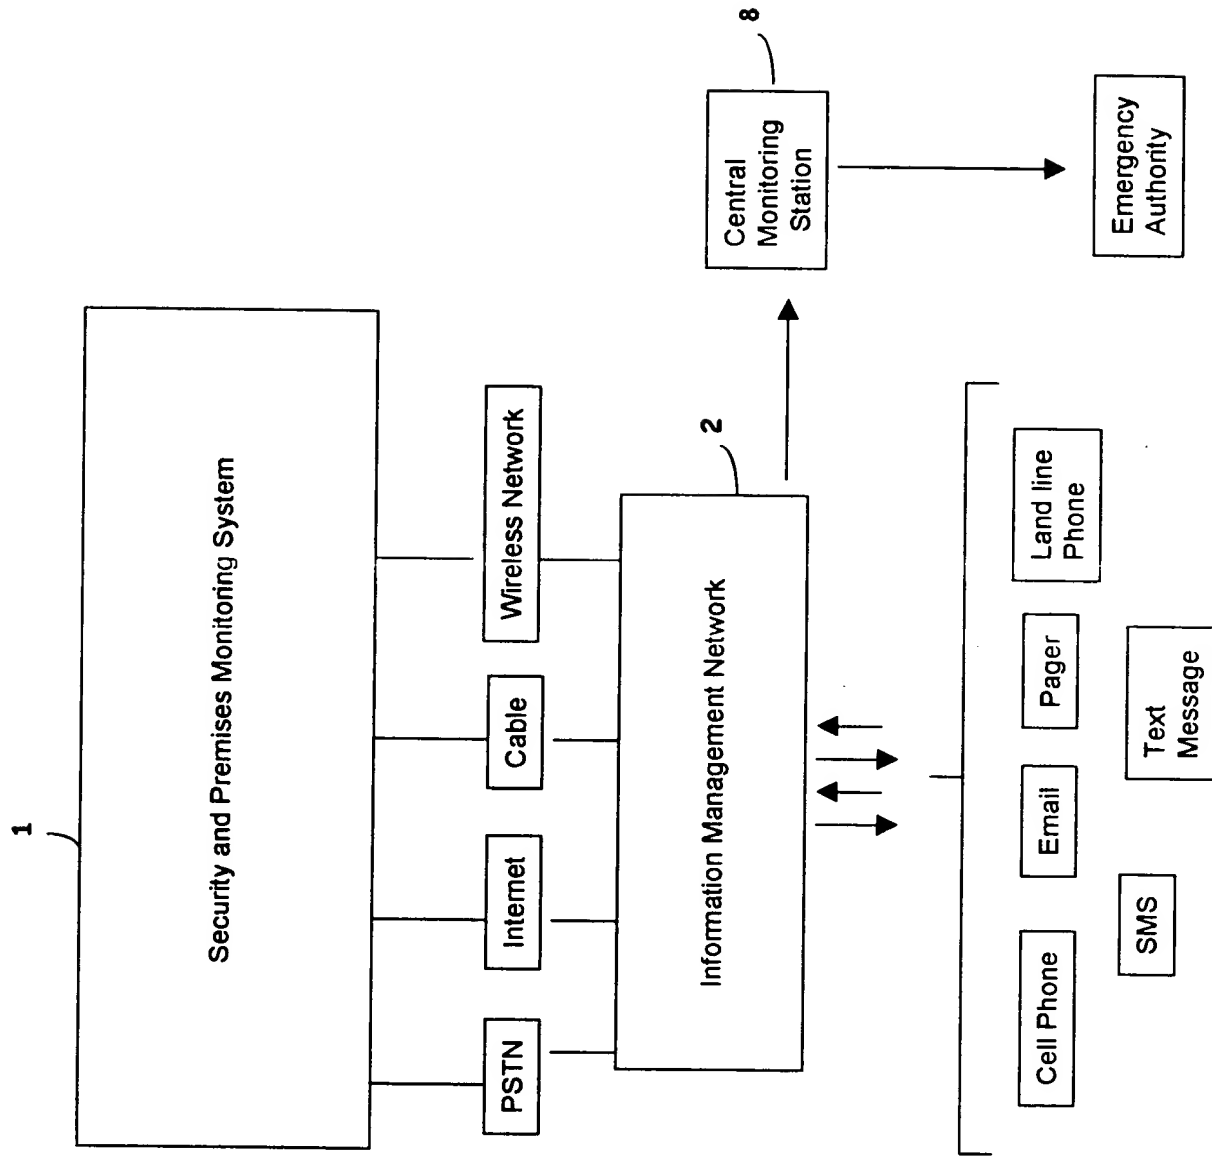 1
Security and Premises Monitoring System
PSTN
Internet
Cable
Wireless Network
2
Information Management Network
8
Central
Monitoring
Station
Emergency
Authority
Cell Phone
Email
Pager
Land line
Phone
SMS
Text
Message